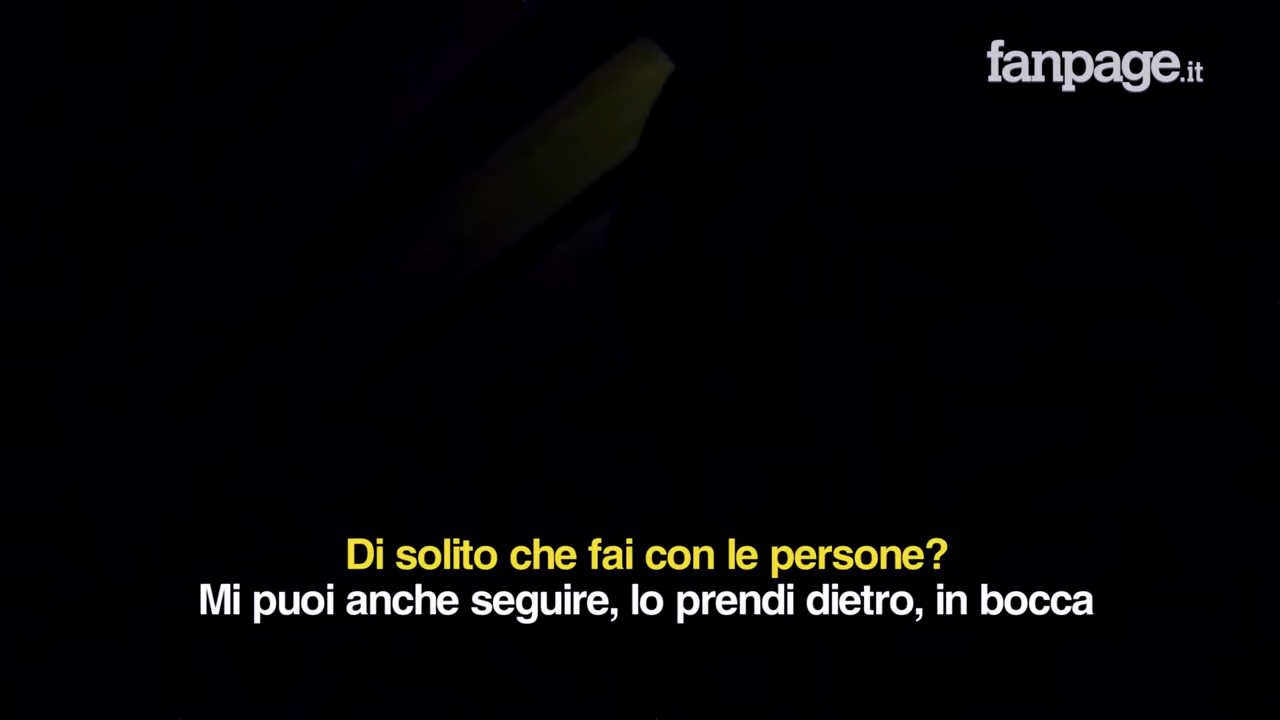 fanpage.it
Di solito che fai con le persone?
Mi puoi anche seguire, lo prendi dietro, in bocca